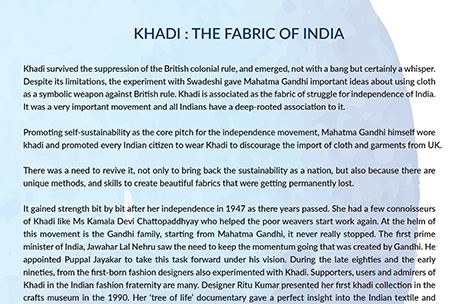 KHADI : THE FABRIC OF INDIA
Khadi survived the suppression of the British colonial rule, and emerged, not with a bang but certainly a whisper.
Despite its limitations, the experiment with Swadeshi gave Mahatma Gandhi important ideas about using cloth
as a symbolic weapon against British rule. Khadi is associated as the fabric of struggle for independence of India.
It was a very important movement and all Indians have a deep-rooted association to it.
Promoting self-sustainability as the core pitch for the independence movement, Mahatma Gandhi himself wore
khadi and promoted every Indian citizen to wear Khadi to discourage the import of cloth and garments from UK.
There was a need to revive it, not only to bring back the sustainability as a nation, but also because there are
unique methods, and skills to create beautiful fabrics that were getting permanently lost.
It gained strength bit by bit after her independence in 1947 as there years passed. She had a few connoisseurs
of Khadi like Ms Kamala Devi Chattopaddhyay who helped the poor weavers start work again. At the helm of
this movement is the Gandhi family, starting from Mahatma Gandhi, it never really stopped. The first prime
minister of India, Jawahar Lal Nehru saw the need to keep the momentum going that was created by Gandhi. He
appointed Puppal Jayakar to take this task forward under his vision. During the late eighties and the early
nineties, from the first-born fashion designers also experimented with Khadi. Supporters, users and admirers of
Khadi in the Indian fashion fraternity are many. Designer Ritu Kumar presented her first khadi collection in the
crafts museum in the 1990. Her 'tree of life' documentary gave a perfect insight into the Indian textile and